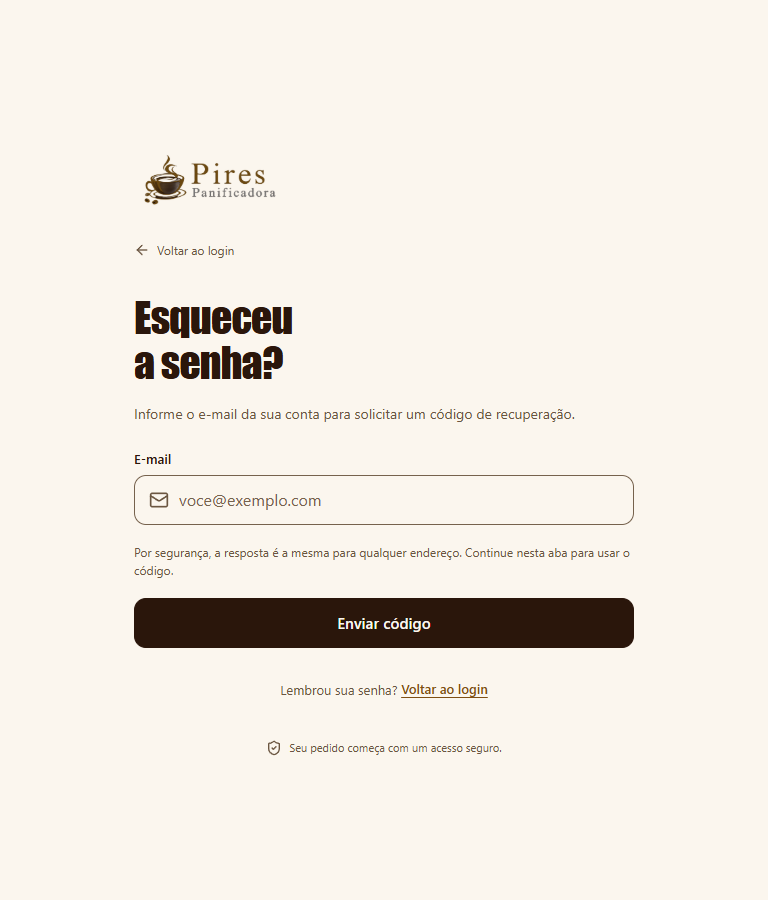 Pires
Panificadora
Voltar ao login
Esqueceu
a senha?
Informe o e-mail da sua conta para solicitar um código de recuperação.
E-mail
voce@exemplo.com
Por segurança, a resposta é a mesma para qualquer endereço. Continue nesta aba para usar o
código.
Enviar código
Lembrou sua senha? Voltar ao login
Seu pedido começa com um acesso seguro.